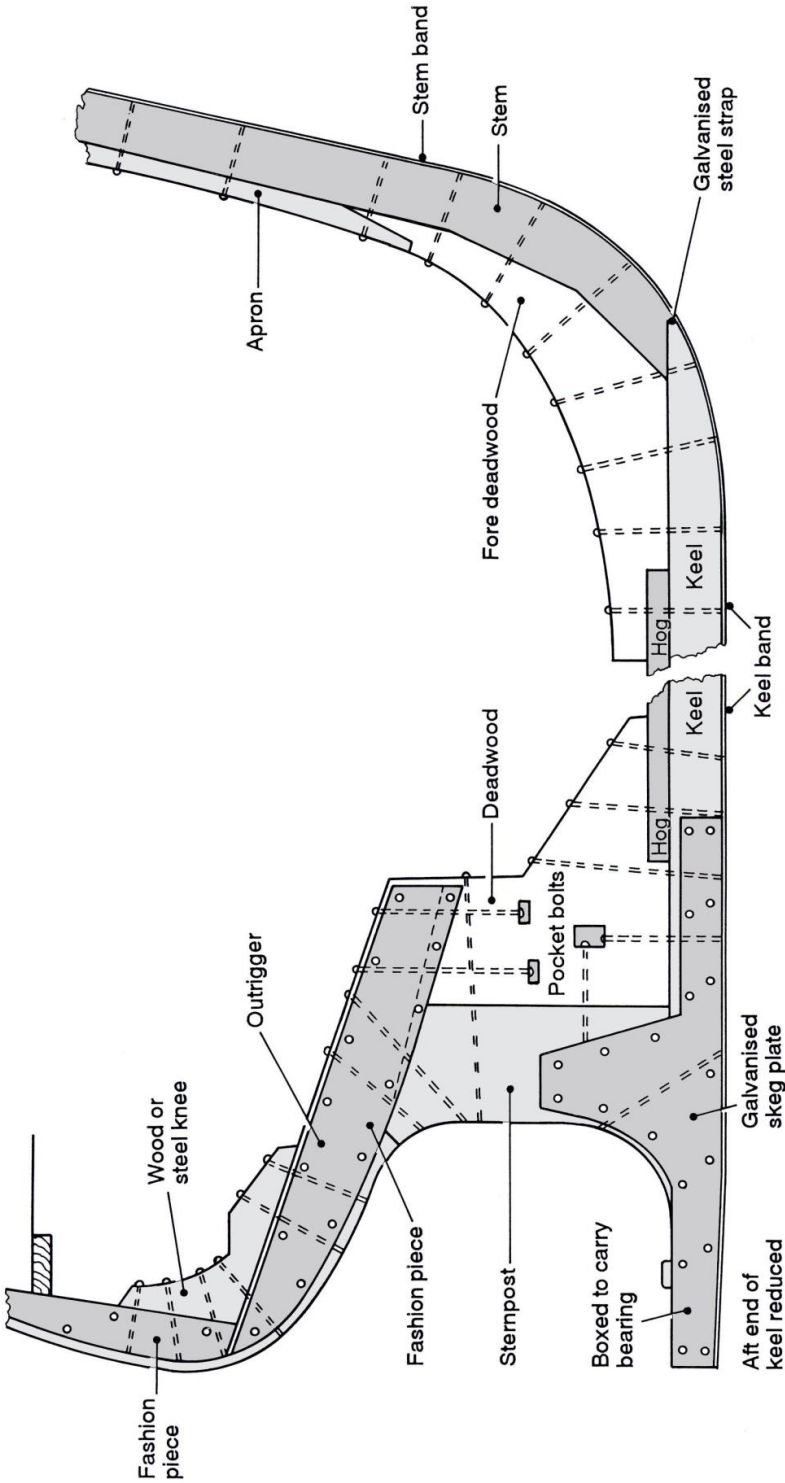 Fashion
piece
Wood or
steel knee
Outrigger
Fashion piece
Sternpost
Boxed to carry
bearing
Aft end of
keel reduced
Galvanised
skeg plate
Deadwood
Pocket bolts
Hog
Keel
Keel band
Hog
Keel
Fore deadwood
Apron
Stem band
Stem
Galvanised
steel strap